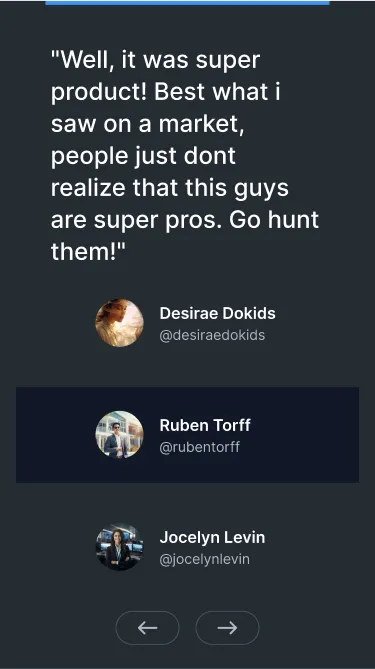 "Well, it was super
product! Best what i
saw on a market,
people just dont
realize that this guys
are super pros. Go hunt
them!"
Desirae Dokids
@desiraedokids
Ruben Torff
@rubentorff
Jocelyn Levin
@jocelynlevin